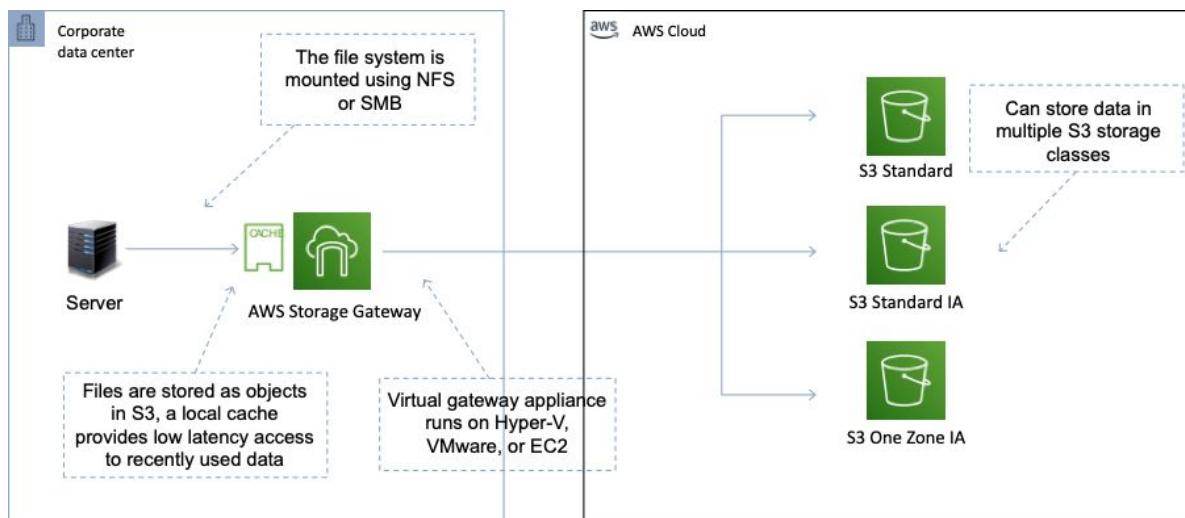 Corporate
data center
The file system is
mounted using NFS
or SMB
aws
AWS Cloud
S3 Standard
Can store data in
multiple S3 storage
classes
Server
CACHE
AWS Storage Gateway
S3 Standard IA
Files are stored as objects
in S3, a local cache
provides low latency access
to recently used data
Virtual gateway appliance
runs on Hyper-V,
VMware, or EC2
S3 One Zone IA